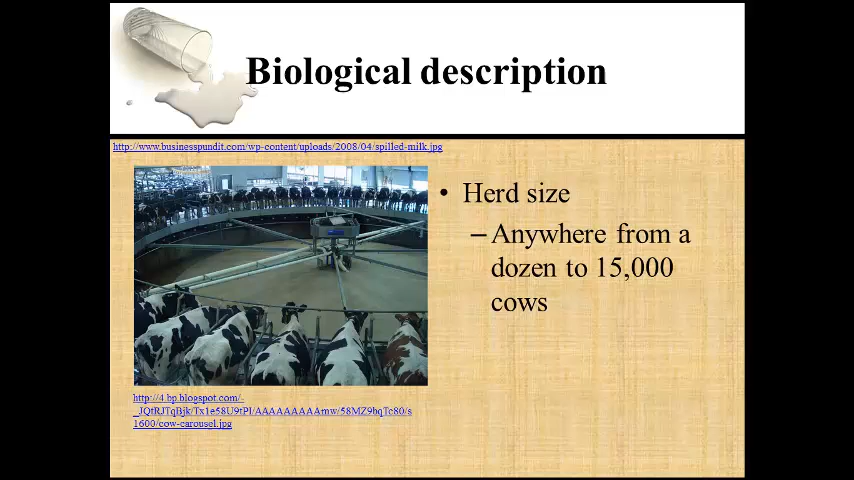 Biological description
http://www.businesspundit.com/wp-content/uploads/2008/04/spilled-milk.jpg
• Herd size
–Anywhere from a
dozen to 15,000
cows
http://4.bp.blogspot.com/-
_JQtRJTqBjk/Tx1e58U9tPI/AAAAAAAAAmw/58MZ9bqTc80/s
1600/cow-carousel.jpg